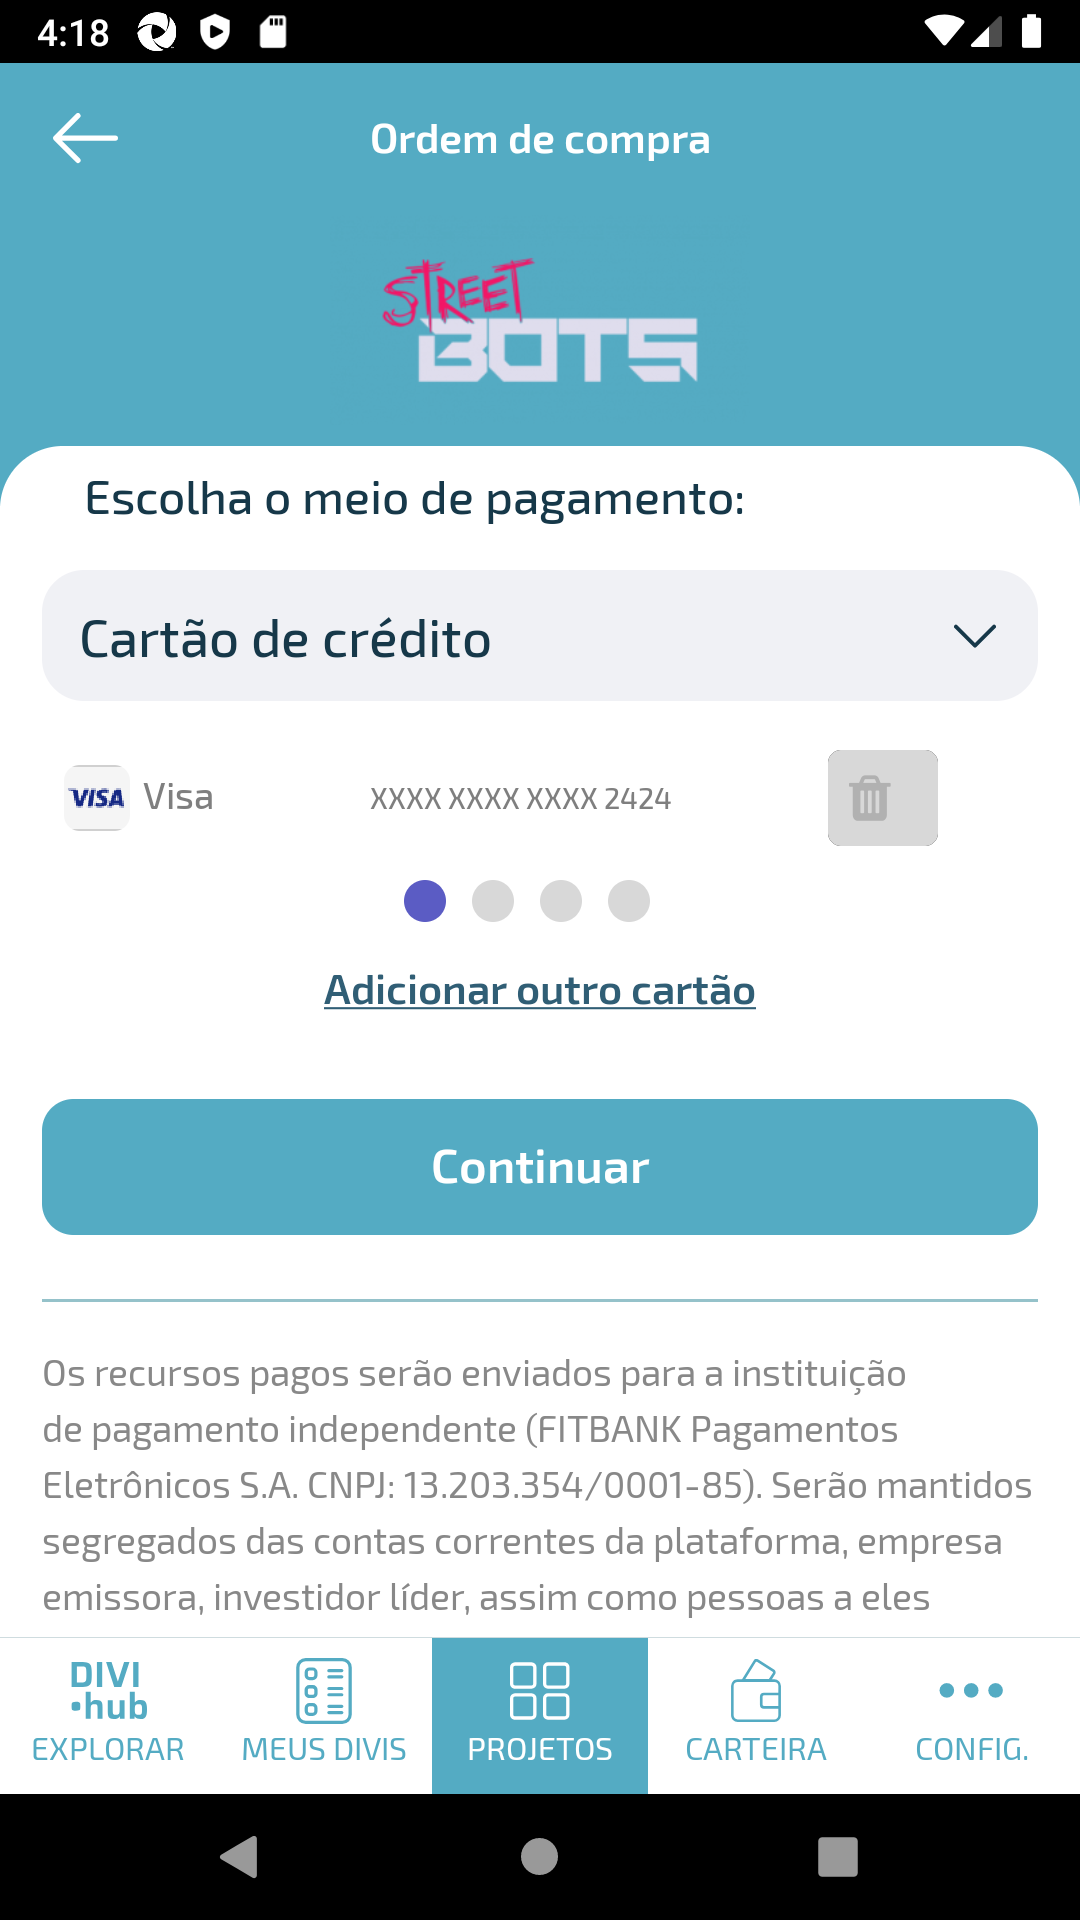 4:18
Ordem de compra
STREET
BOTS
Escolha o meio de pagamento:
Cartão de crédito
VISA Visa XXXX XXXX XXXX 2424
Adicionar outro cartão
Continuar
Os recursos pagos serão enviados para a instituição
de pagamento independente (FITBANK Pagamentos
Eletrônicos S.A. CNPJ: 13.203.354/0001-85). Serão mantidos
segregados das contas correntes da plataforma, empresa
emissora, investidor líder, assim como pessoas a eles
DIVI
•hub
EXPLORAR MEUS DIVIS PROJETOS CARTEIRA CONFIG.